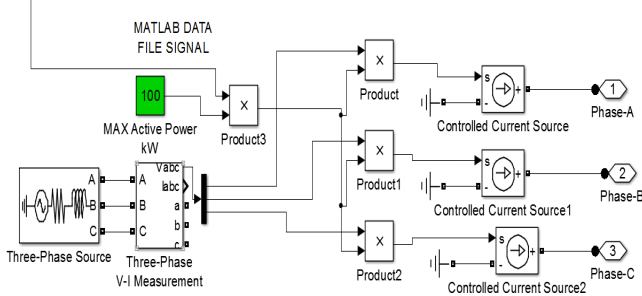 MATLAB DATA
FILE SIGNAL
100
MAX Active Power
kW
x
Product3
x
Product
s
+
-
Controlled Current Source
1
Phase-A
x
Product1
s
+
-
Controlled Current Source1
2
Phase-B
x
Product2
s
+
-
Controlled Current Source2
3
Phase-C
A
B
C
Three-Phase Source
A
B
C
Vabc
Iabc
a
b
c
Three-Phase
V-I Measurement